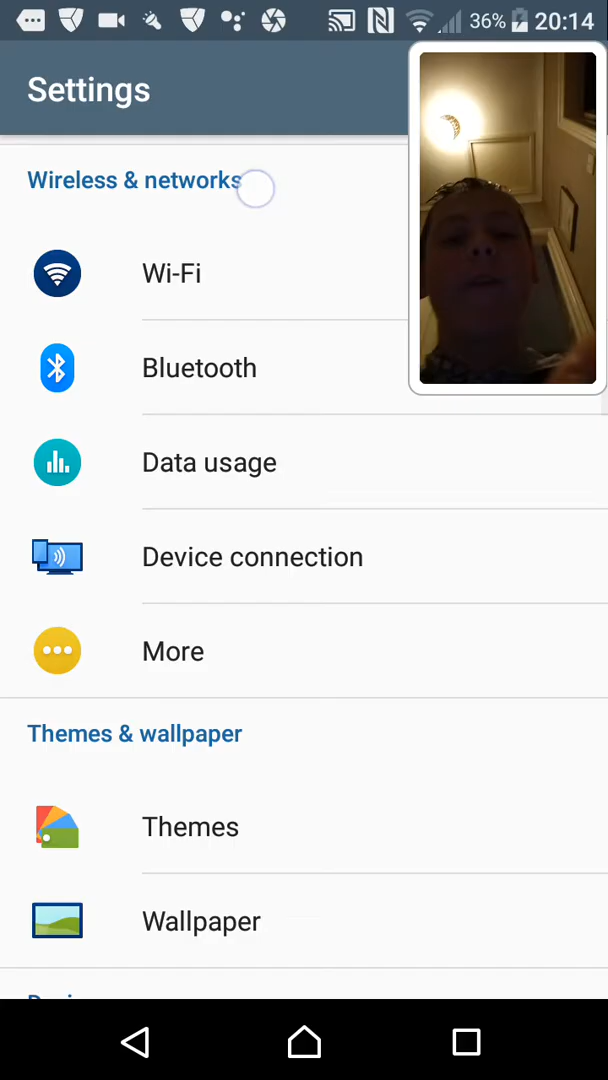 36% 20:14
Settings
Wireless & networks
Wi-Fi
Bluetooth
Data usage
Device connection
More
Themes & wallpaper
Themes
Wallpaper